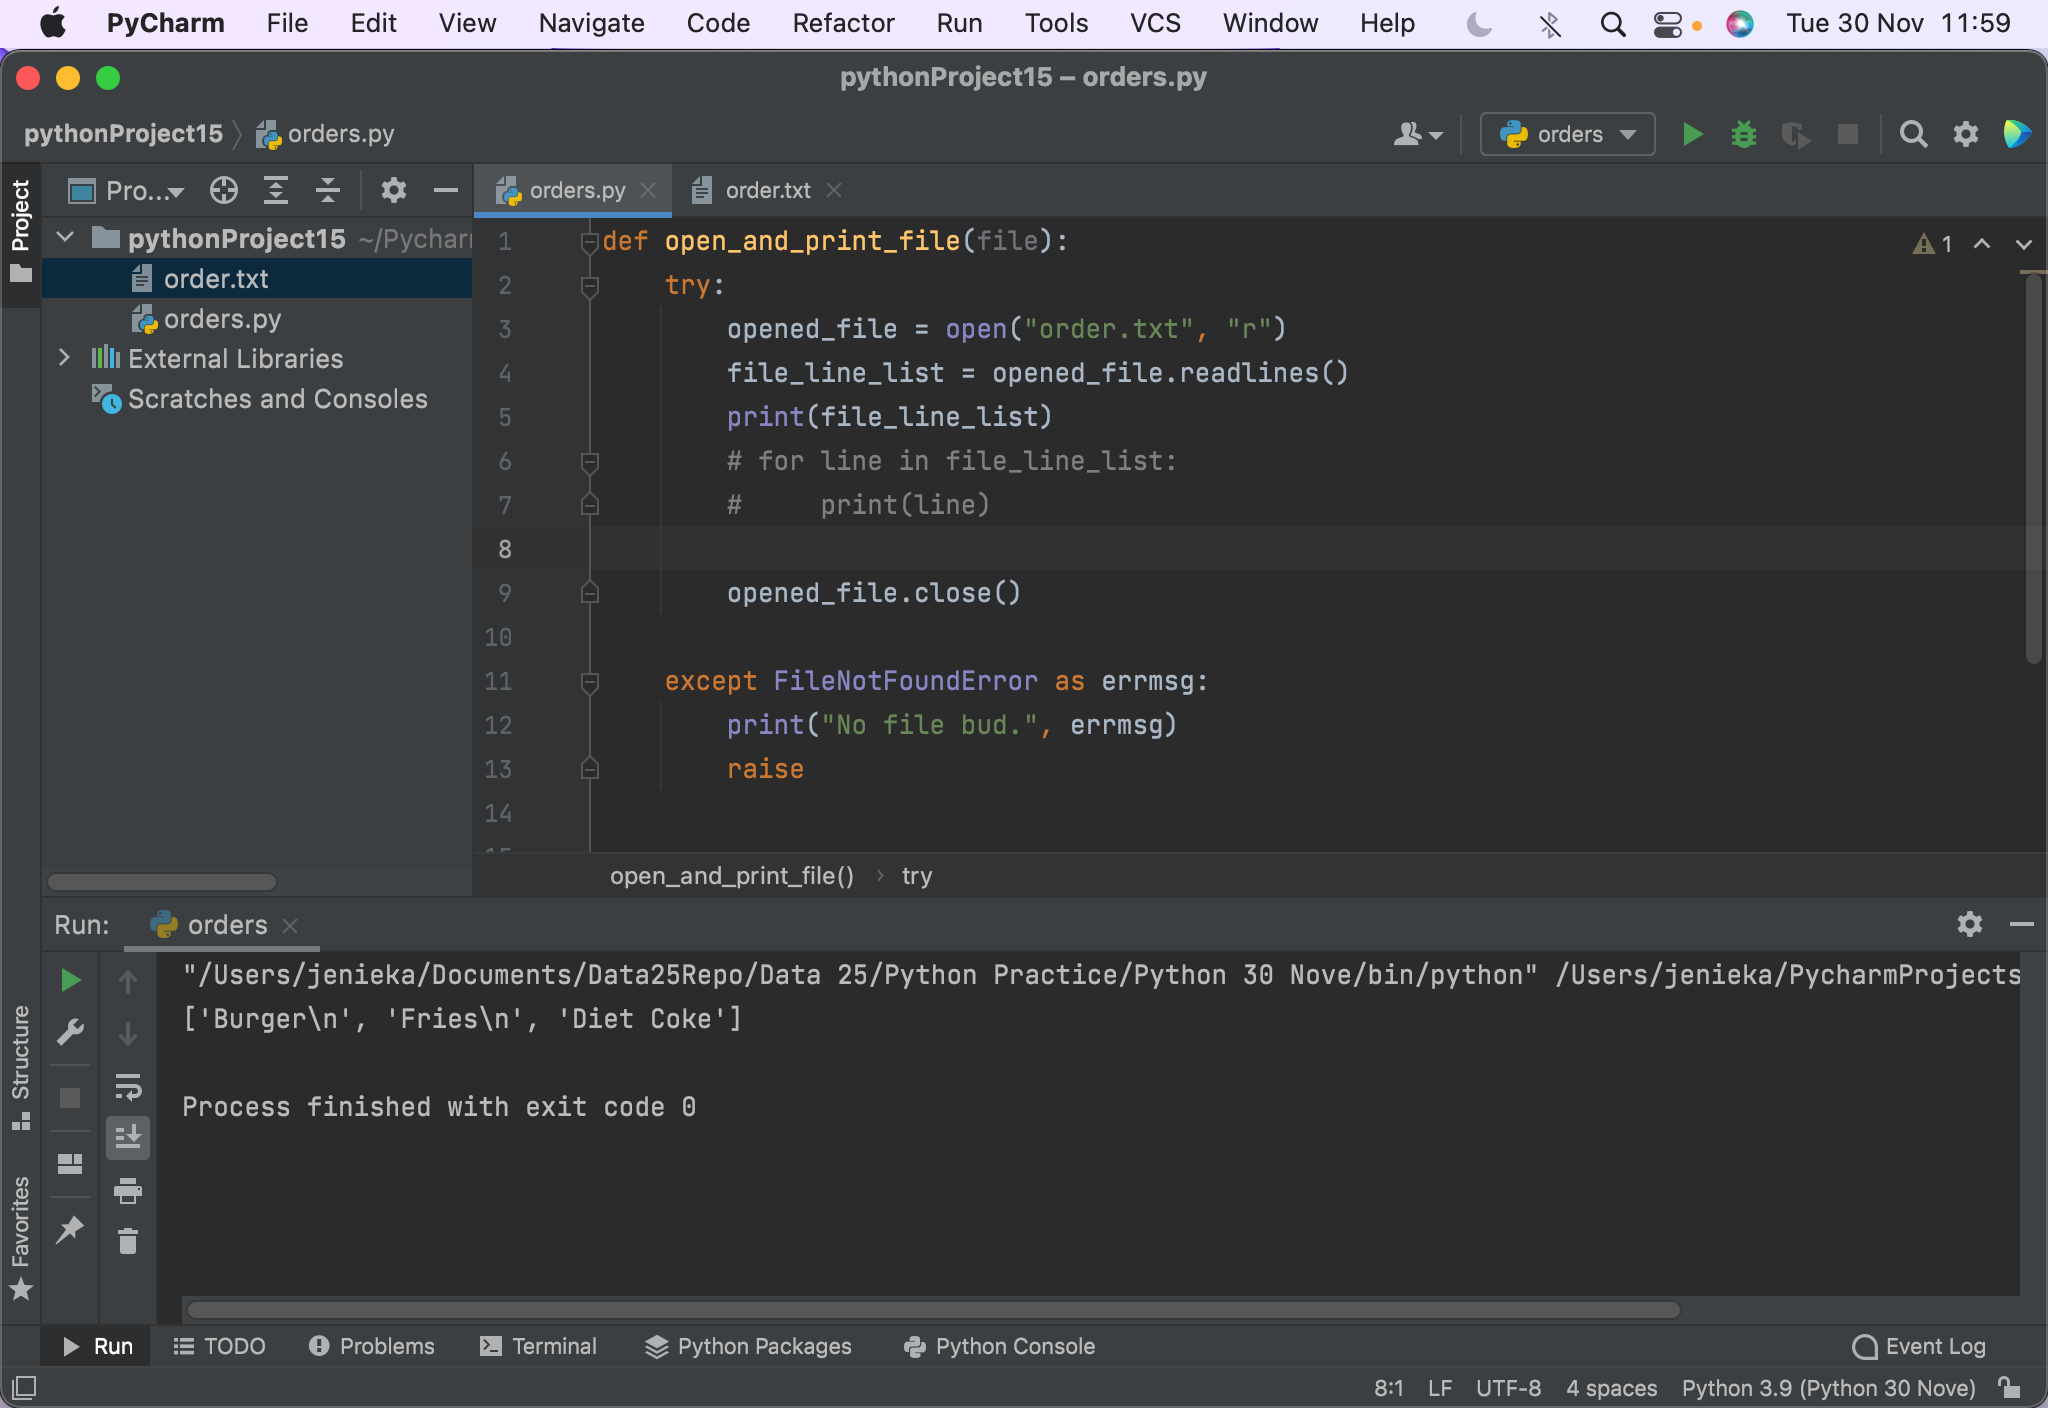 PyCharm File Edit View Navigate Code Refactor Run Tools VCS Window Help Tue 30 Nov 11:59
pythonProject15 – orders.py
pythonProject15 orders.py orders
Project
Pro... orders.py order.txt
pythonProject15 ~/Pychar
order.txt
orders.py
External Libraries
Scratches and Consoles
1 def open_and_print_file(file):
2 try:
3 opened_file = open("order.txt", "r")
4 file_line_list = opened_file.readlines()
5 print(file_line_list)
6 # for line in file_line_list:
7 #     print(line)
8
9 opened_file.close()
10
11 except FileNotFoundError as errmsg:
12 print("No file bud.", errmsg)
13 raise
14
1
open_and_print_file() › try
Run: orders
"/Users/jenieka/Documents/Data25Repo/Data 25/Python Practice/Python 30 Nove/bin/python" /Users/jenieka/PycharmProjects
['Burger\n', 'Fries\n', 'Diet Coke']
Process finished with exit code 0
Structure
Favorites
Run TODO Problems Terminal Python Packages Python Console Event Log
8:1 LF UTF-8 4 spaces Python 3.9 (Python 30 Nove)